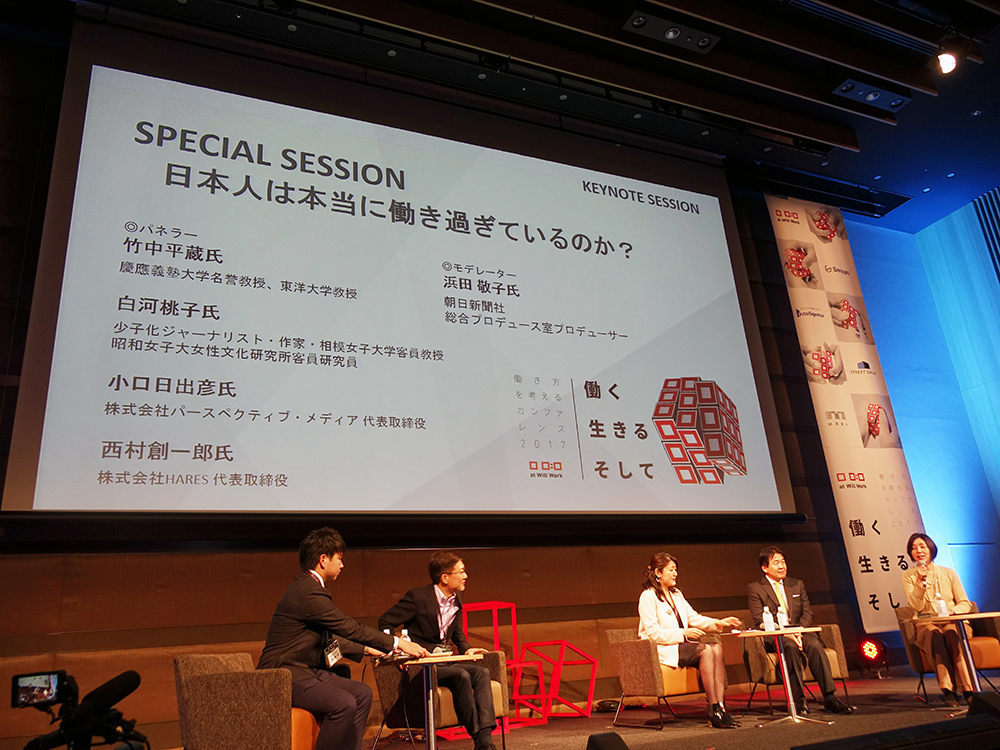 SPECIAL SESSION
KEYNOTE SESSION
日本人は本当に働き過ぎているのか？
◎パネラー
竹中平蔵氏
慶應義塾大学名誉教授、東洋大学教授
白河桃子氏
少子化ジャーナリスト・作家・相模女子大学客員教授
昭和女子大女性文化研究所客員研究員
小口日出彦氏
株式会社パースペクティブ・メディア 代表取締役
西村創一郎氏
株式会社HARES 代表取締役
◎モデレーター
浜田 敬子氏
朝日新聞社
総合プロデュース室プロデューサー
働き方
を考える
カンファ
レンス
2017
at Will Work
働く
生きる
そして
at Will Work
Sansan
intelligence
STREET SMART
at Will Work
働く
生きる
そし